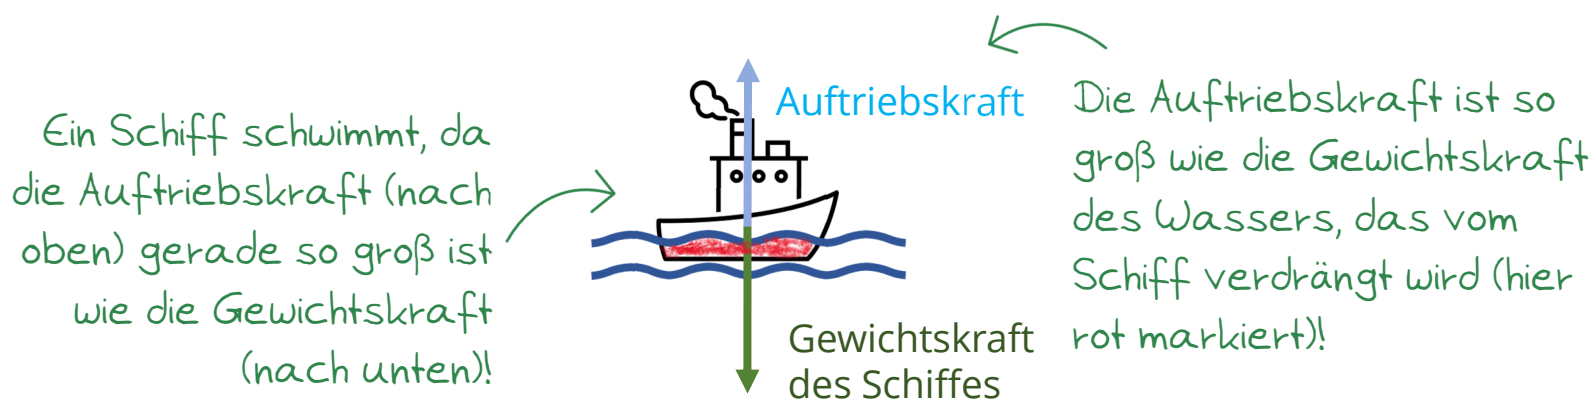 Ein Schiff schwimmt, da
die Auftriebskraft (nach
oben) gerade so groß ist
wie die Gewichtskraft
(nach unten)!
Auftriebskraft
Gewichtskraft
des Schiffes
Die Auftriebskraft ist so
groß wie die Gewichtskraft
des Wassers, das vom
Schiff verdrängt wird (hier
rot markiert)!